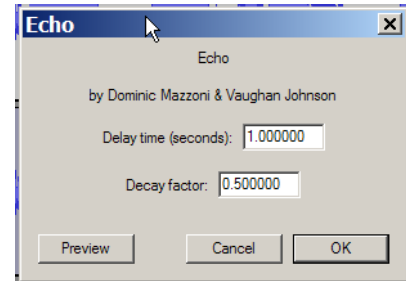 Echo
Echo
by Dominic Mazzoni & Vaughan Johnson
Delay time (seconds): 1.000000
Decay factor: 0.500000
Preview Cancel OK